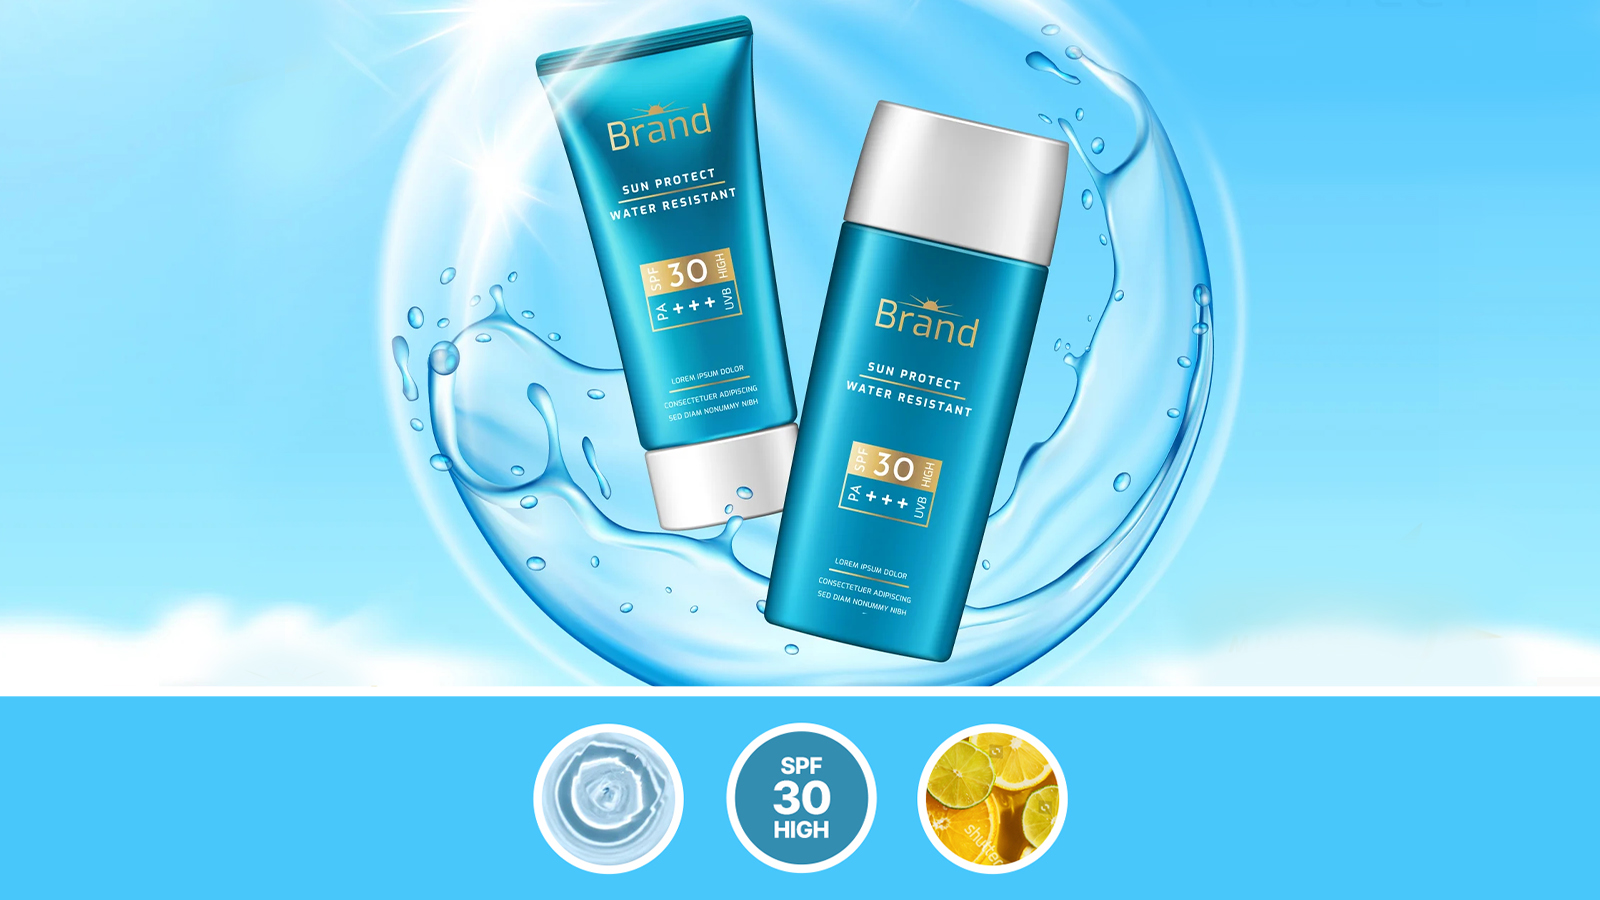 Brand
SUN PROTECT
WATER RESISTANT
SPF 30 HIGH
PA +++ UVB
LOREM IPSUM DOLOR
CONSECTETUER ADIPISCING
SED DIAM NONUMMY NIBH
Brand
SUN PROTECT
WATER RESISTANT
SPF 30 HIGH
PA +++ UVB
LOREM IPSUM DOLOR
CONSECTETUER ADIPISCING
SED DIAM NONUMMY NIBH
SPF
30
HIGH